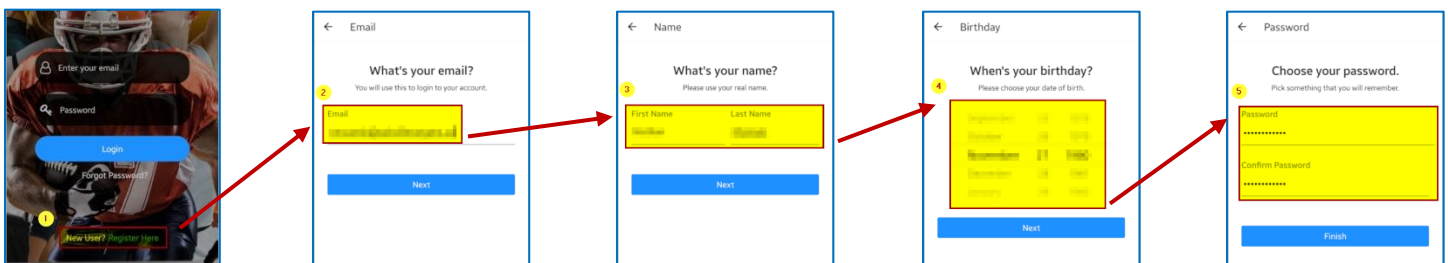 Enter your email
Password
Login
Forgot Password?
1
New User? Register Here
← Email
What's your email?
You will use this to login to your account.
2
Email
Next
← Name
What's your name?
Please use your real name.
3
First Name Last Name
Next
← Birthday
When's your birthday?
Please choose your date of birth.
4
Next
← Password
Choose your password.
Pick something that you will remember.
5
Password
••••••••••••
Confirm Password
••••••••••••
Finish